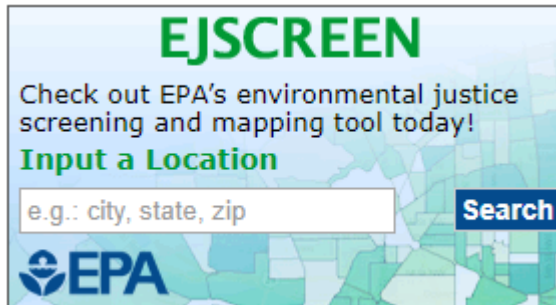 EJSCREEN
Check out EPA’s environmental justice
screening and mapping tool today!
Input a Location
e.g.: city, state, zip
Search
EPA